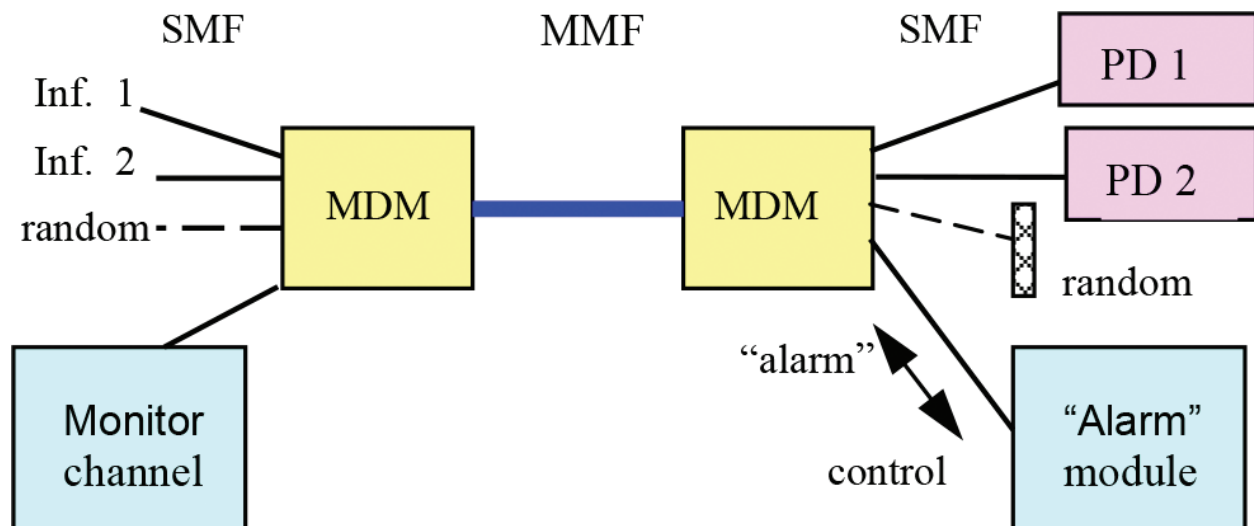 SMF
MMF
SMF
Inf. 1
Inf. 2
random
MDM
MDM
PD 1
PD 2
random
“alarm”
control
Monitor
channel
“Alarm”
module